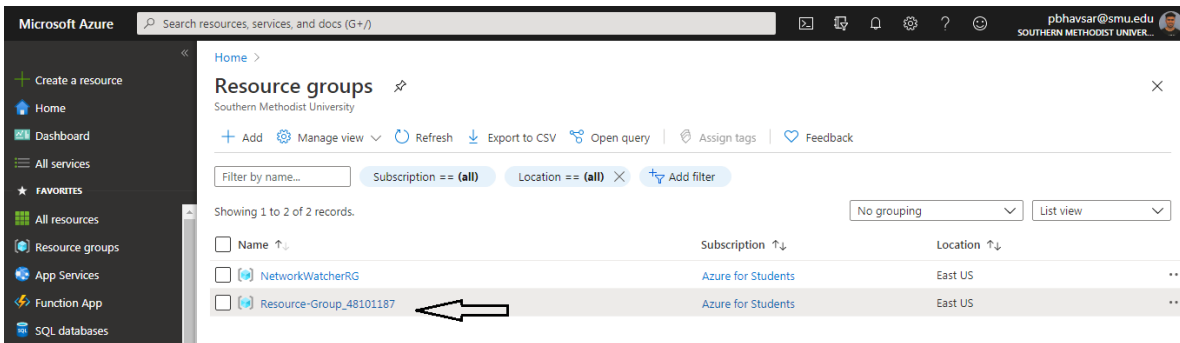 Microsoft Azure
Search resources, services, and docs (G+/)
pbhavsar@smu.edu
SOUTHERN METHODIST UNIVER...
Create a resource
Home
Dashboard
All services
FAVORITES
All resources
Resource groups
App Services
Function App
SQL databases
Home >
Resource groups
Southern Methodist University
Add Manage view Refresh Export to CSV Open query Assign tags Feedback
Filter by name... Subscription == (all) Location == (all) Add filter
Showing 1 to 2 of 2 records. No grouping List view
Name Subscription Location
NetworkWatcherRG Azure for Students East US
Resource-Group_48101187 Azure for Students East US